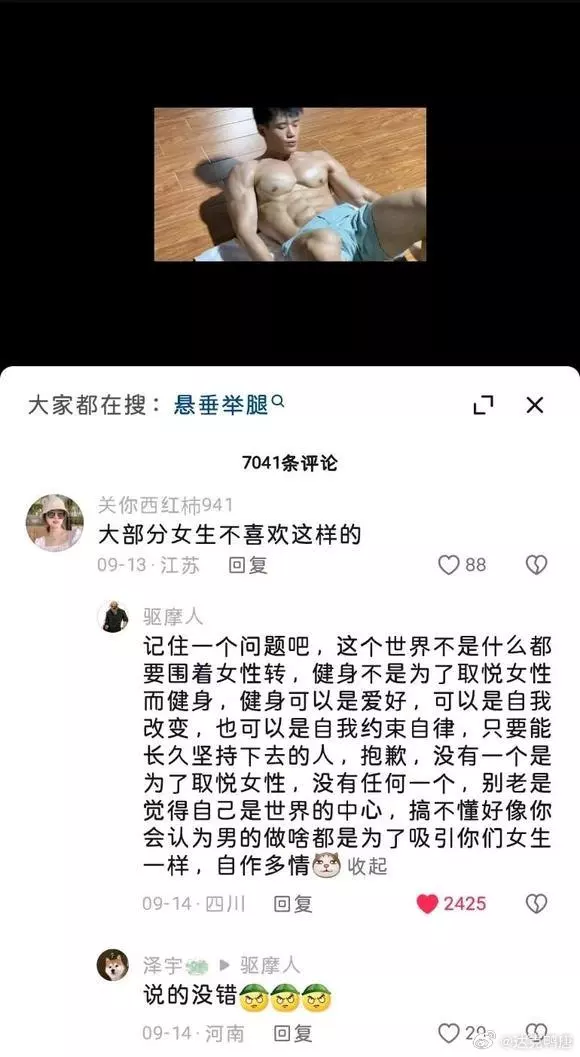 大家都在搜：悬垂举腿
7041条评论
关你西红柿941
大部分女生不喜欢这样的
09-13·江苏 回复 88
驱摩人
记住一个问题吧，这个世界不是什么都
要围着女性转，健身不是为了取悦女性
而健身，健身可以是爱好，可以是自我
改变，也可以是自我约束自律，只要能
长久坚持下去的人，抱歉，没有一个是
为了取悦女性，没有任何一个，别老是
觉得自己是世界的中心，搞不懂好像你
会认为男的做啥都是为了吸引你们女生
一样，自作多情 收起
09-14·四川 回复 2425
泽宇 驱摩人
说的没错
09-14·河南 回复 29